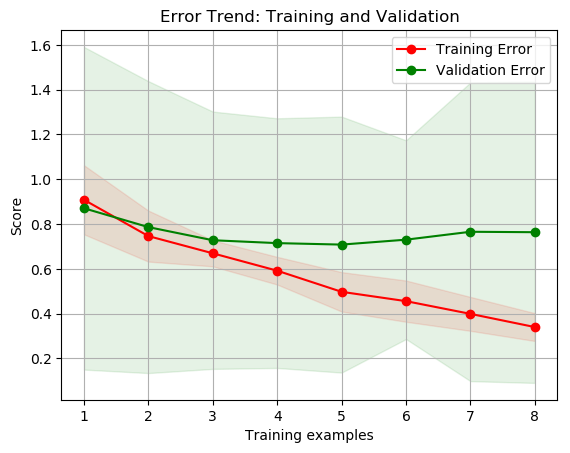 Error Trend: Training and Validation
Training Error
Validation Error
1.6
1.4
1.2
1.0
0.8
0.6
0.4
0.2
Score
1 2 3 4 5 6 7 8
Training examples